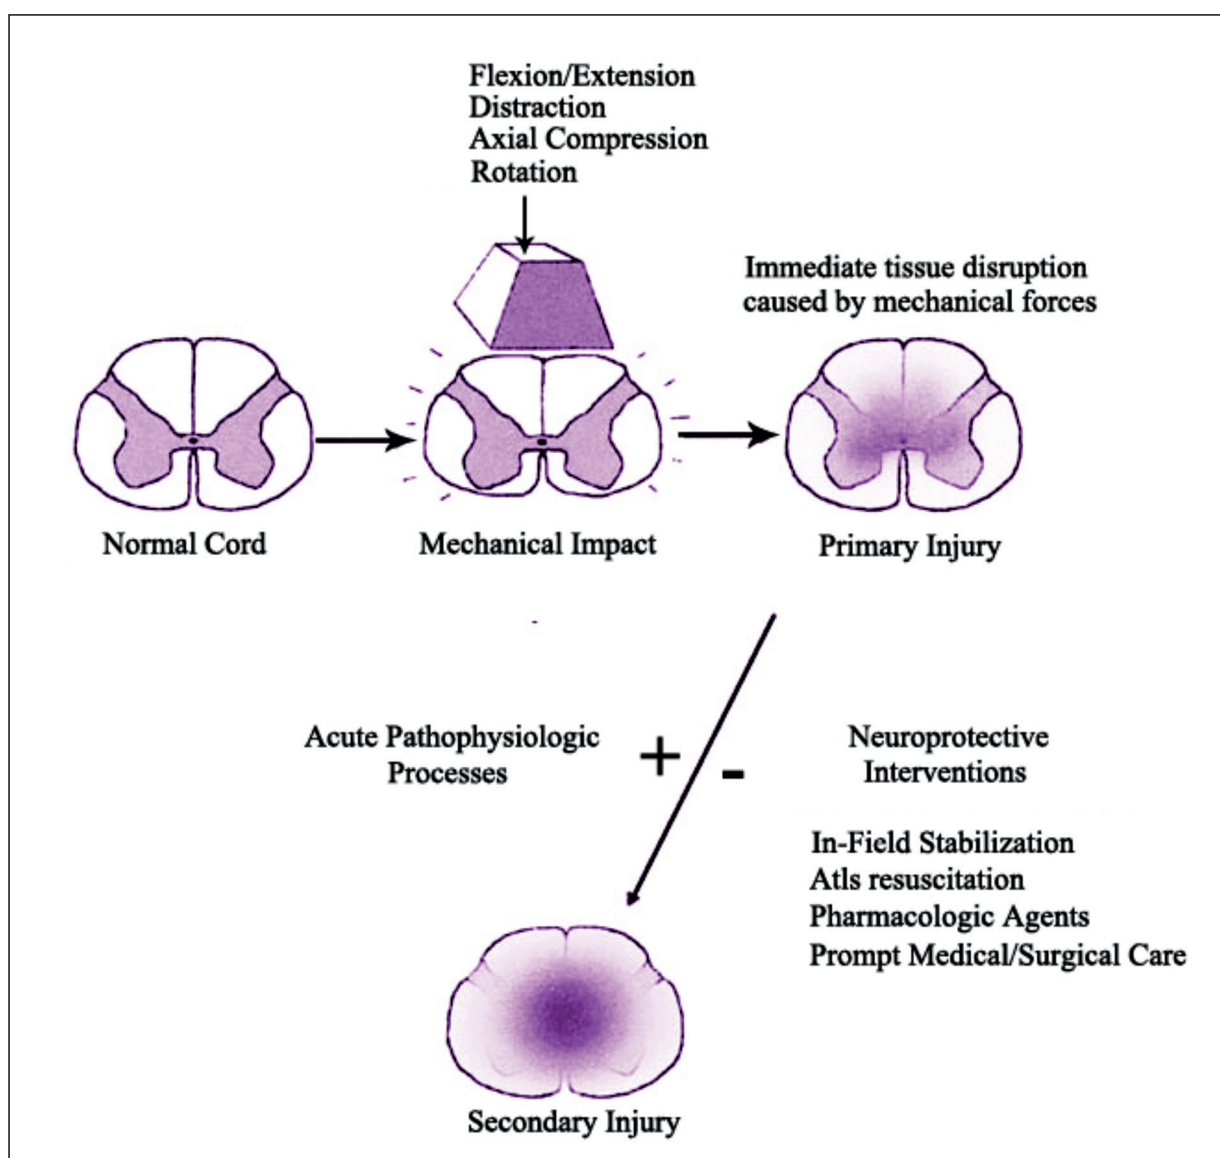 Flexion/Extension
Distraction
Axial Compression
Rotation
Immediate tissue disruption
caused by mechanical forces
Normal Cord
Mechanical Impact
Primary Injury
Acute Pathophysiologic
Processes
+
-
Neuroprotective
Interventions
In-Field Stabilization
Atls resuscitation
Pharmacologic Agents
Prompt Medical/Surgical Care
Secondary Injury